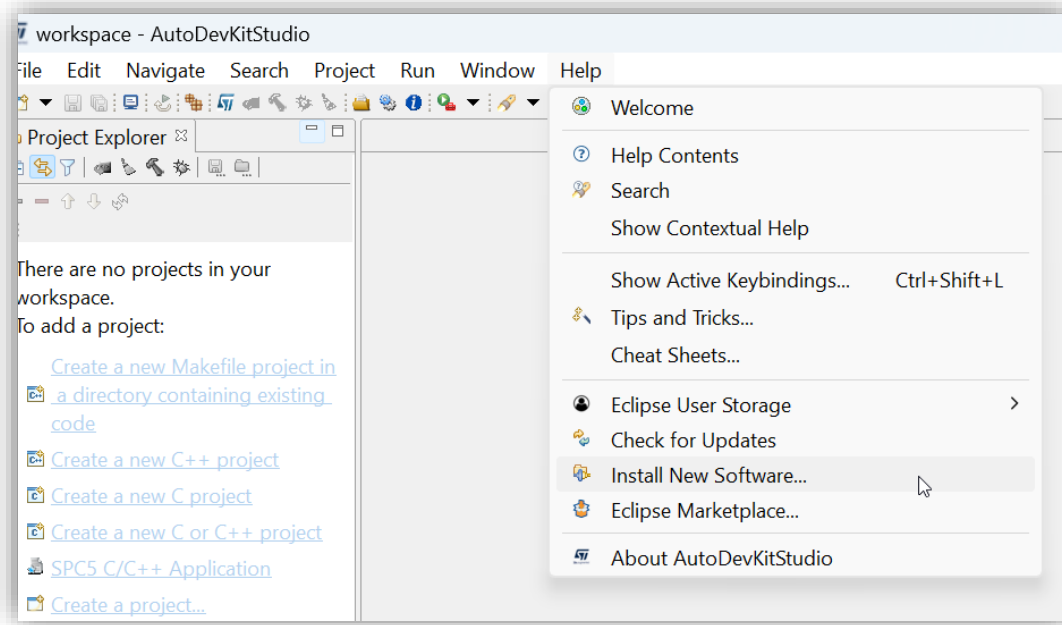 workspace - AutoDevKitStudio
File Edit Navigate Search Project Run Window Help
Project Explorer
There are no projects in your
workspace.
To add a project:
Create a new Makefile project in
a directory containing existing
code
Create a new C++ project
Create a new C project
Create a new C or C++ project
SPC5 C/C++ Application
Create a project...
Welcome
Help Contents
Search
Show Contextual Help
Show Active Keybindings... Ctrl+Shift+L
Tips and Tricks...
Cheat Sheets...
Eclipse User Storage
Check for Updates
Install New Software...
Eclipse Marketplace...
About AutoDevKitStudio